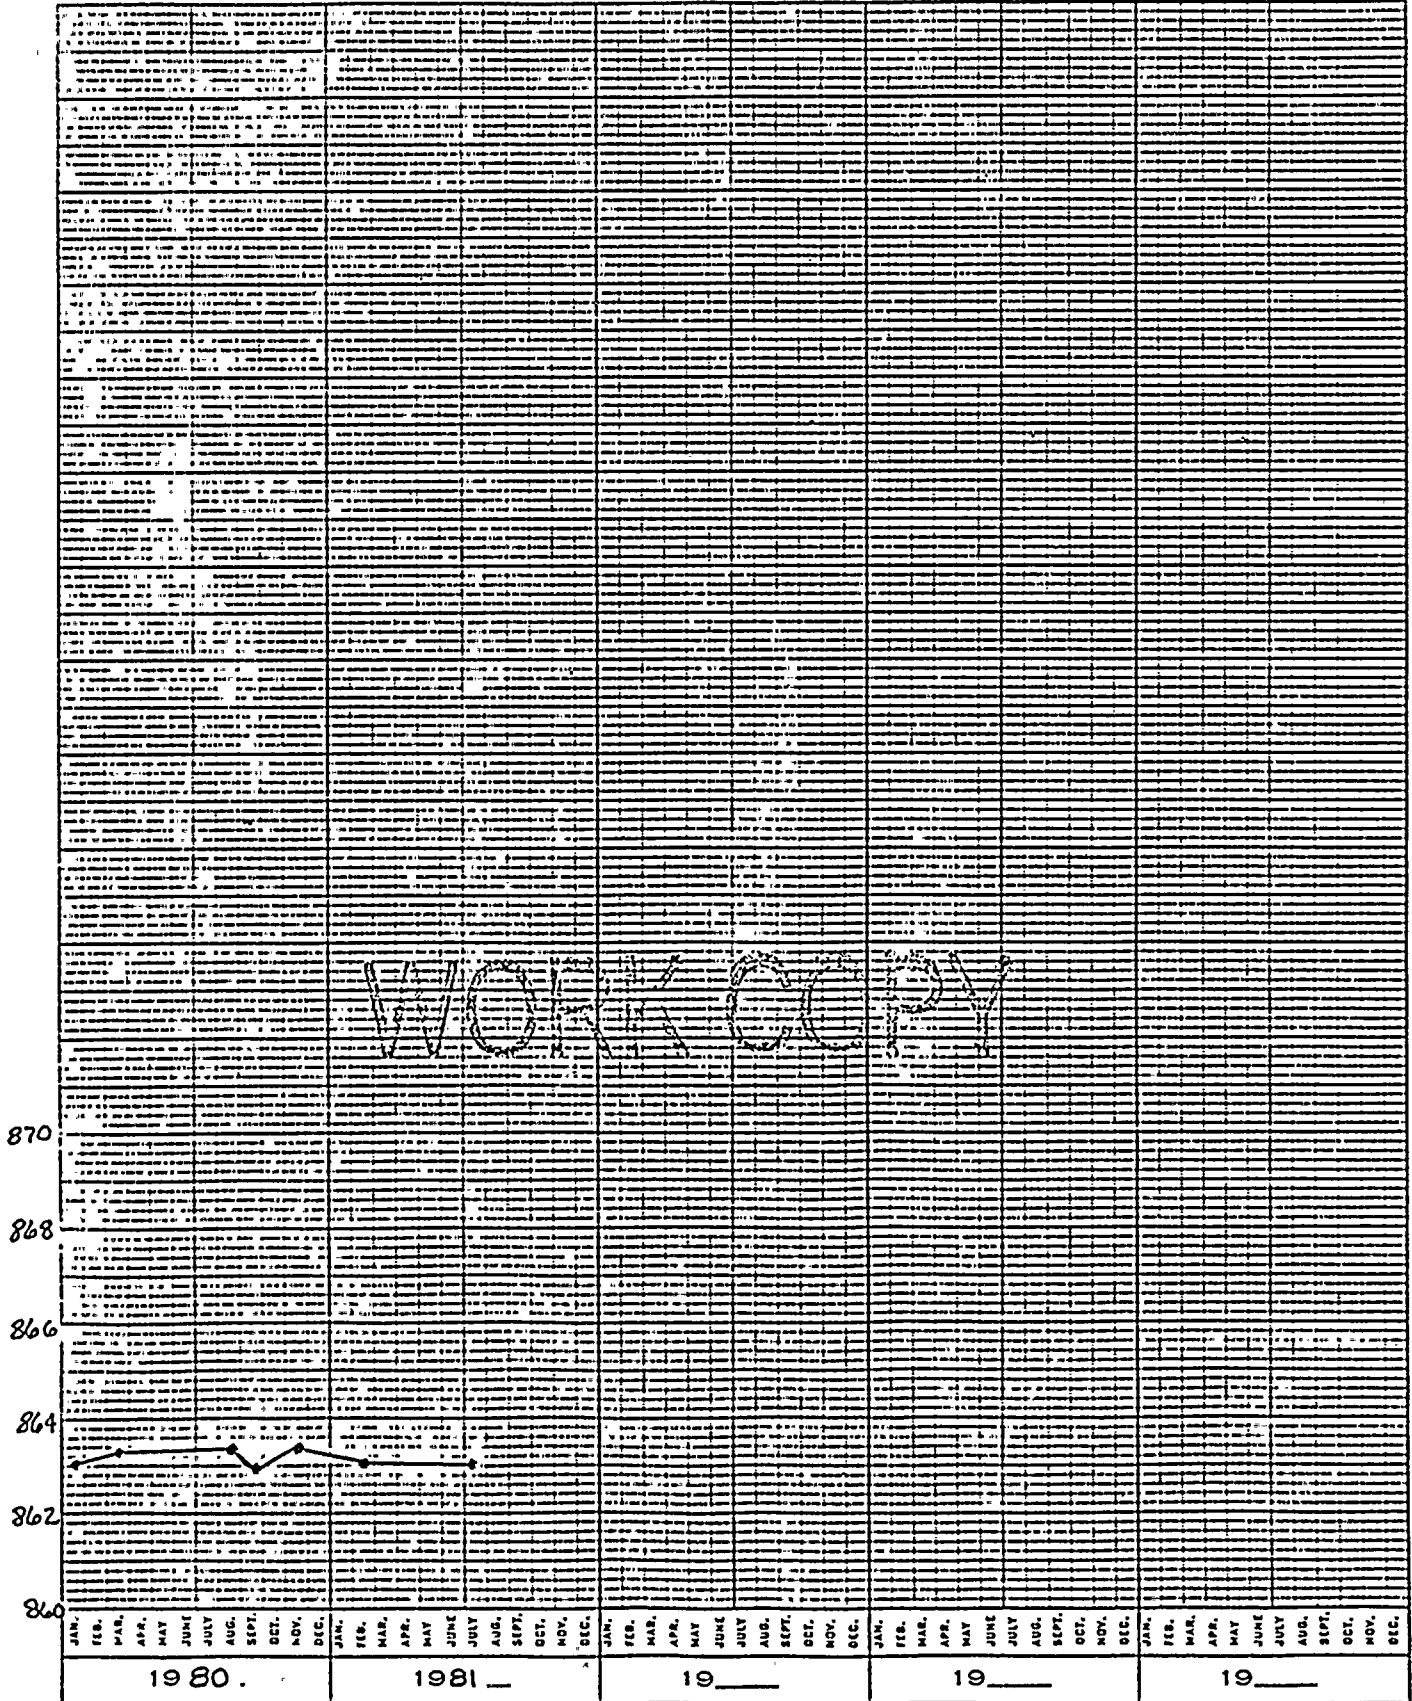 WORK COPY
870
868
866
864
862
860
JAN. FEB. MAR. APR. MAY JUNE JULY AUG. SEPT. OCT. NOV. DEC. JAN. FEB. MAR. APR. MAY JUNE JULY AUG. SEPT. OCT. NOV. DEC. JAN. FEB. MAR. APR. MAY JUNE JULY AUG. SEPT. OCT. NOV. DEC. JAN. FEB. MAR. APR. MAY JUNE JULY AUG. SEPT. OCT. NOV. DEC. JAN. FEB. MAR. APR. MAY JUNE JULY AUG. SEPT. OCT. NOV. DEC.
1980. 1981 19___ 19___ 19___